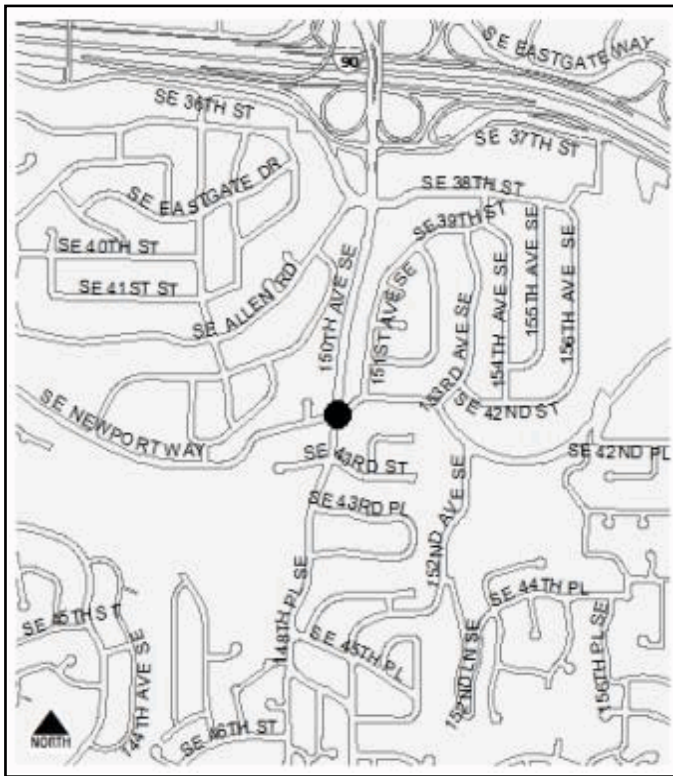 SE EASTGATE WAY
90
SE 36TH ST
SE 37TH ST
SE 38TH ST
SE EASTGATE DR
SE 39TH ST
SE 40TH ST
SE 41ST ST
SE ALLEN RD
150TH AVE SE
151ST AVE SE
153RD AVE SE
154TH AVE SE
155TH AVE SE
156TH AVE SE
SE 42ND ST
SE NEWPORT WAY
SE 43RD ST
SE 42ND PL
SE 43RD PL
152ND AVE SE
148TH PL SE
SE 44TH PL
SE 45TH ST
SE 45TH PL
152ND LN SE
156TH PL SE
144TH AVE SE
SE 46TH ST
NORTH